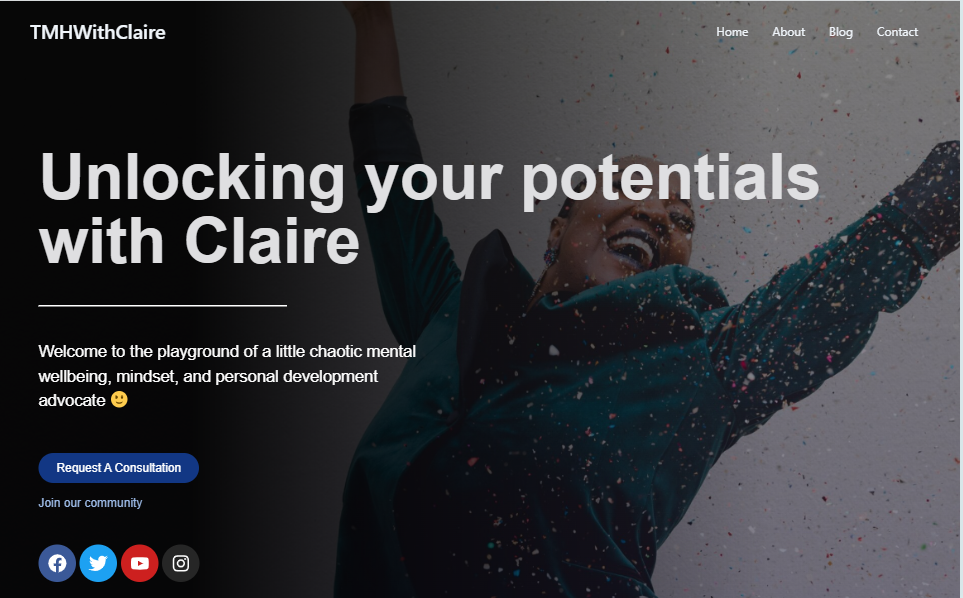 TMHWithClaire
Home About Blog Contact
Unlocking your potentials
with Claire
Welcome to the playground of a little chaotic mental
wellbeing, mindset, and personal development
advocate 🙂
Request A Consultation
Join our community